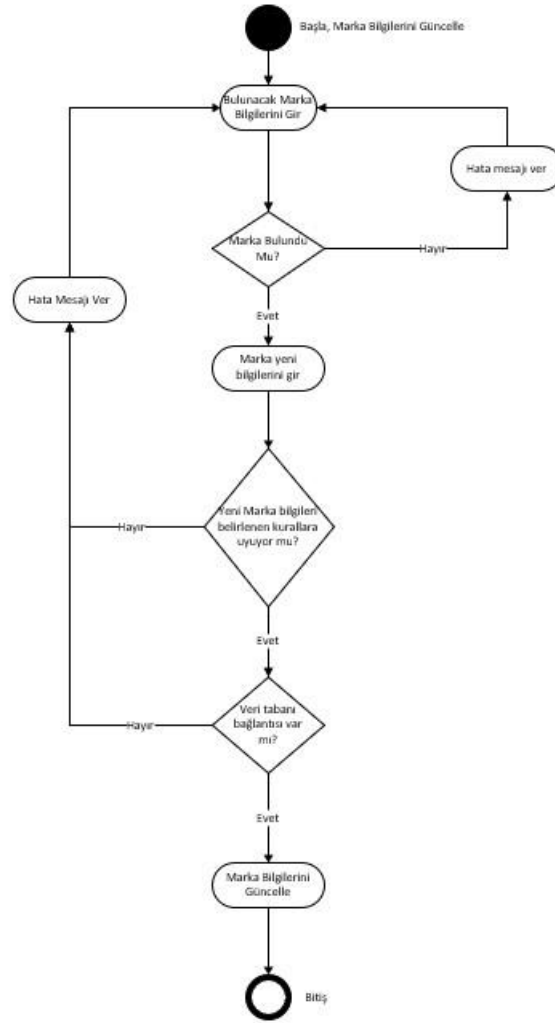 Başla, Marka Bilgilerini Güncelle
Bulunacak Marka
Bilgilerini Gir
Hata mesajı ver
Marka Bulundu
Mu?
Hayır
Hata Mesajı Ver
Evet
Marka yeni
bilgilerini gir
Yeni Marka bilgileri
belirlenen kurallara
uyuyor mu?
Hayır
Evet
Veri tabanı
bağlantısı var
mı?
Hayır
Evet
Marka Bilgilerini
Güncelle
Bitiş